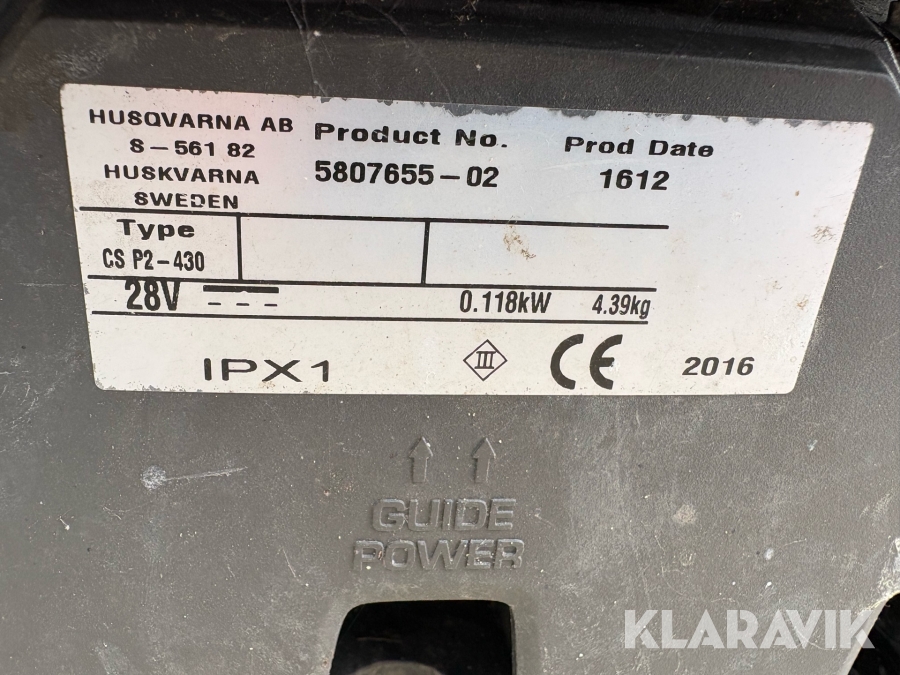 HUSQVARNA AB
S-561 82
HUSKVARNA
SWEDEN
Product No.
5807655-02
Prod Date
1612
Type
CS P2-430
28V
0.118kW 4.39kg
IPX1
III
CE
2016
GUIDE
POWER
KLARAVIK